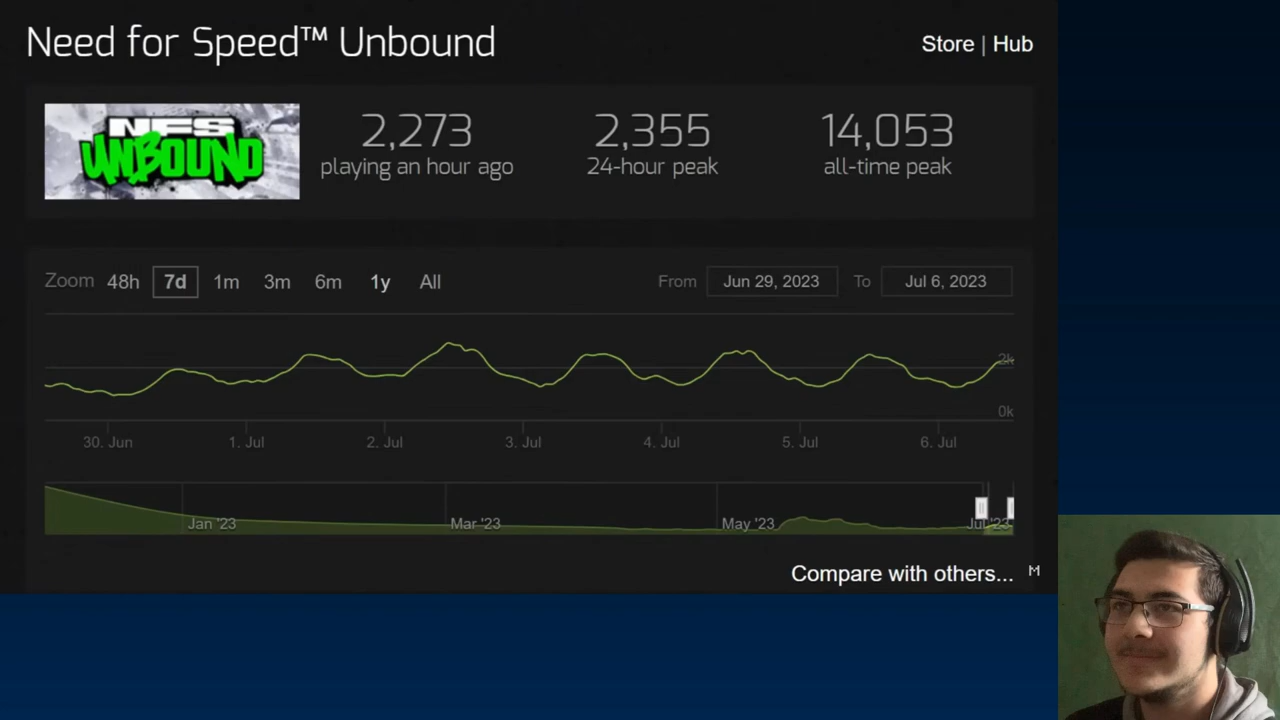 Need for Speed™ Unbound
Store | Hub
NFS
UNBOUND
2,273
playing an hour ago
2,355
24-hour peak
14,053
all-time peak
Zoom 48h 7d 1m 3m 6m 1y All
From Jun 29, 2023 To Jul 6, 2023
2k
0k
30. Jun 1. Jul 2. Jul 3. Jul 4. Jul 5. Jul 6. Jul
Jan '23 Mar '23 May '23 Jul '23
Compare with others...